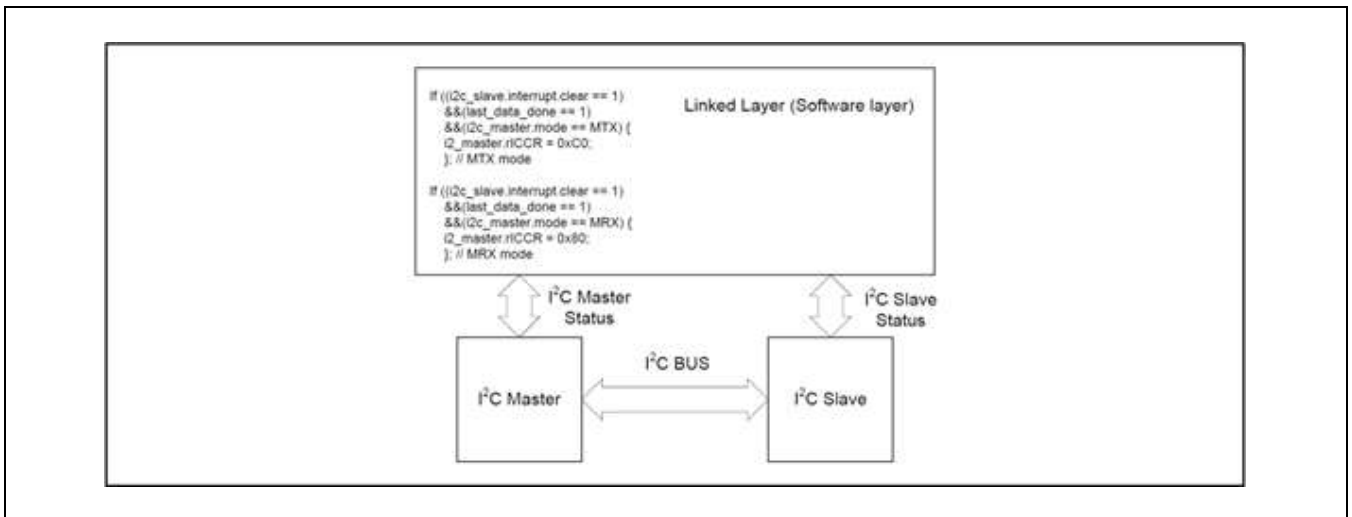 If ((i2c_slave.interrupt.clear == 1)
&&(last_data_done == 1)
&&(i2c_master.mode == MTX) {
i2_master.rICCR = 0xC0;
}; // MTX mode
If ((i2c_slave.interrupt.clear == 1)
&&(last_data_done == 1)
&&(i2c_master.mode == MRX) {
i2_master.rICCR = 0x80;
}; // MRX mode
Linked Layer (Software layer)
I²C Master
Status
I²C Slave
Status
I²C BUS
I²C Master
I²C Slave